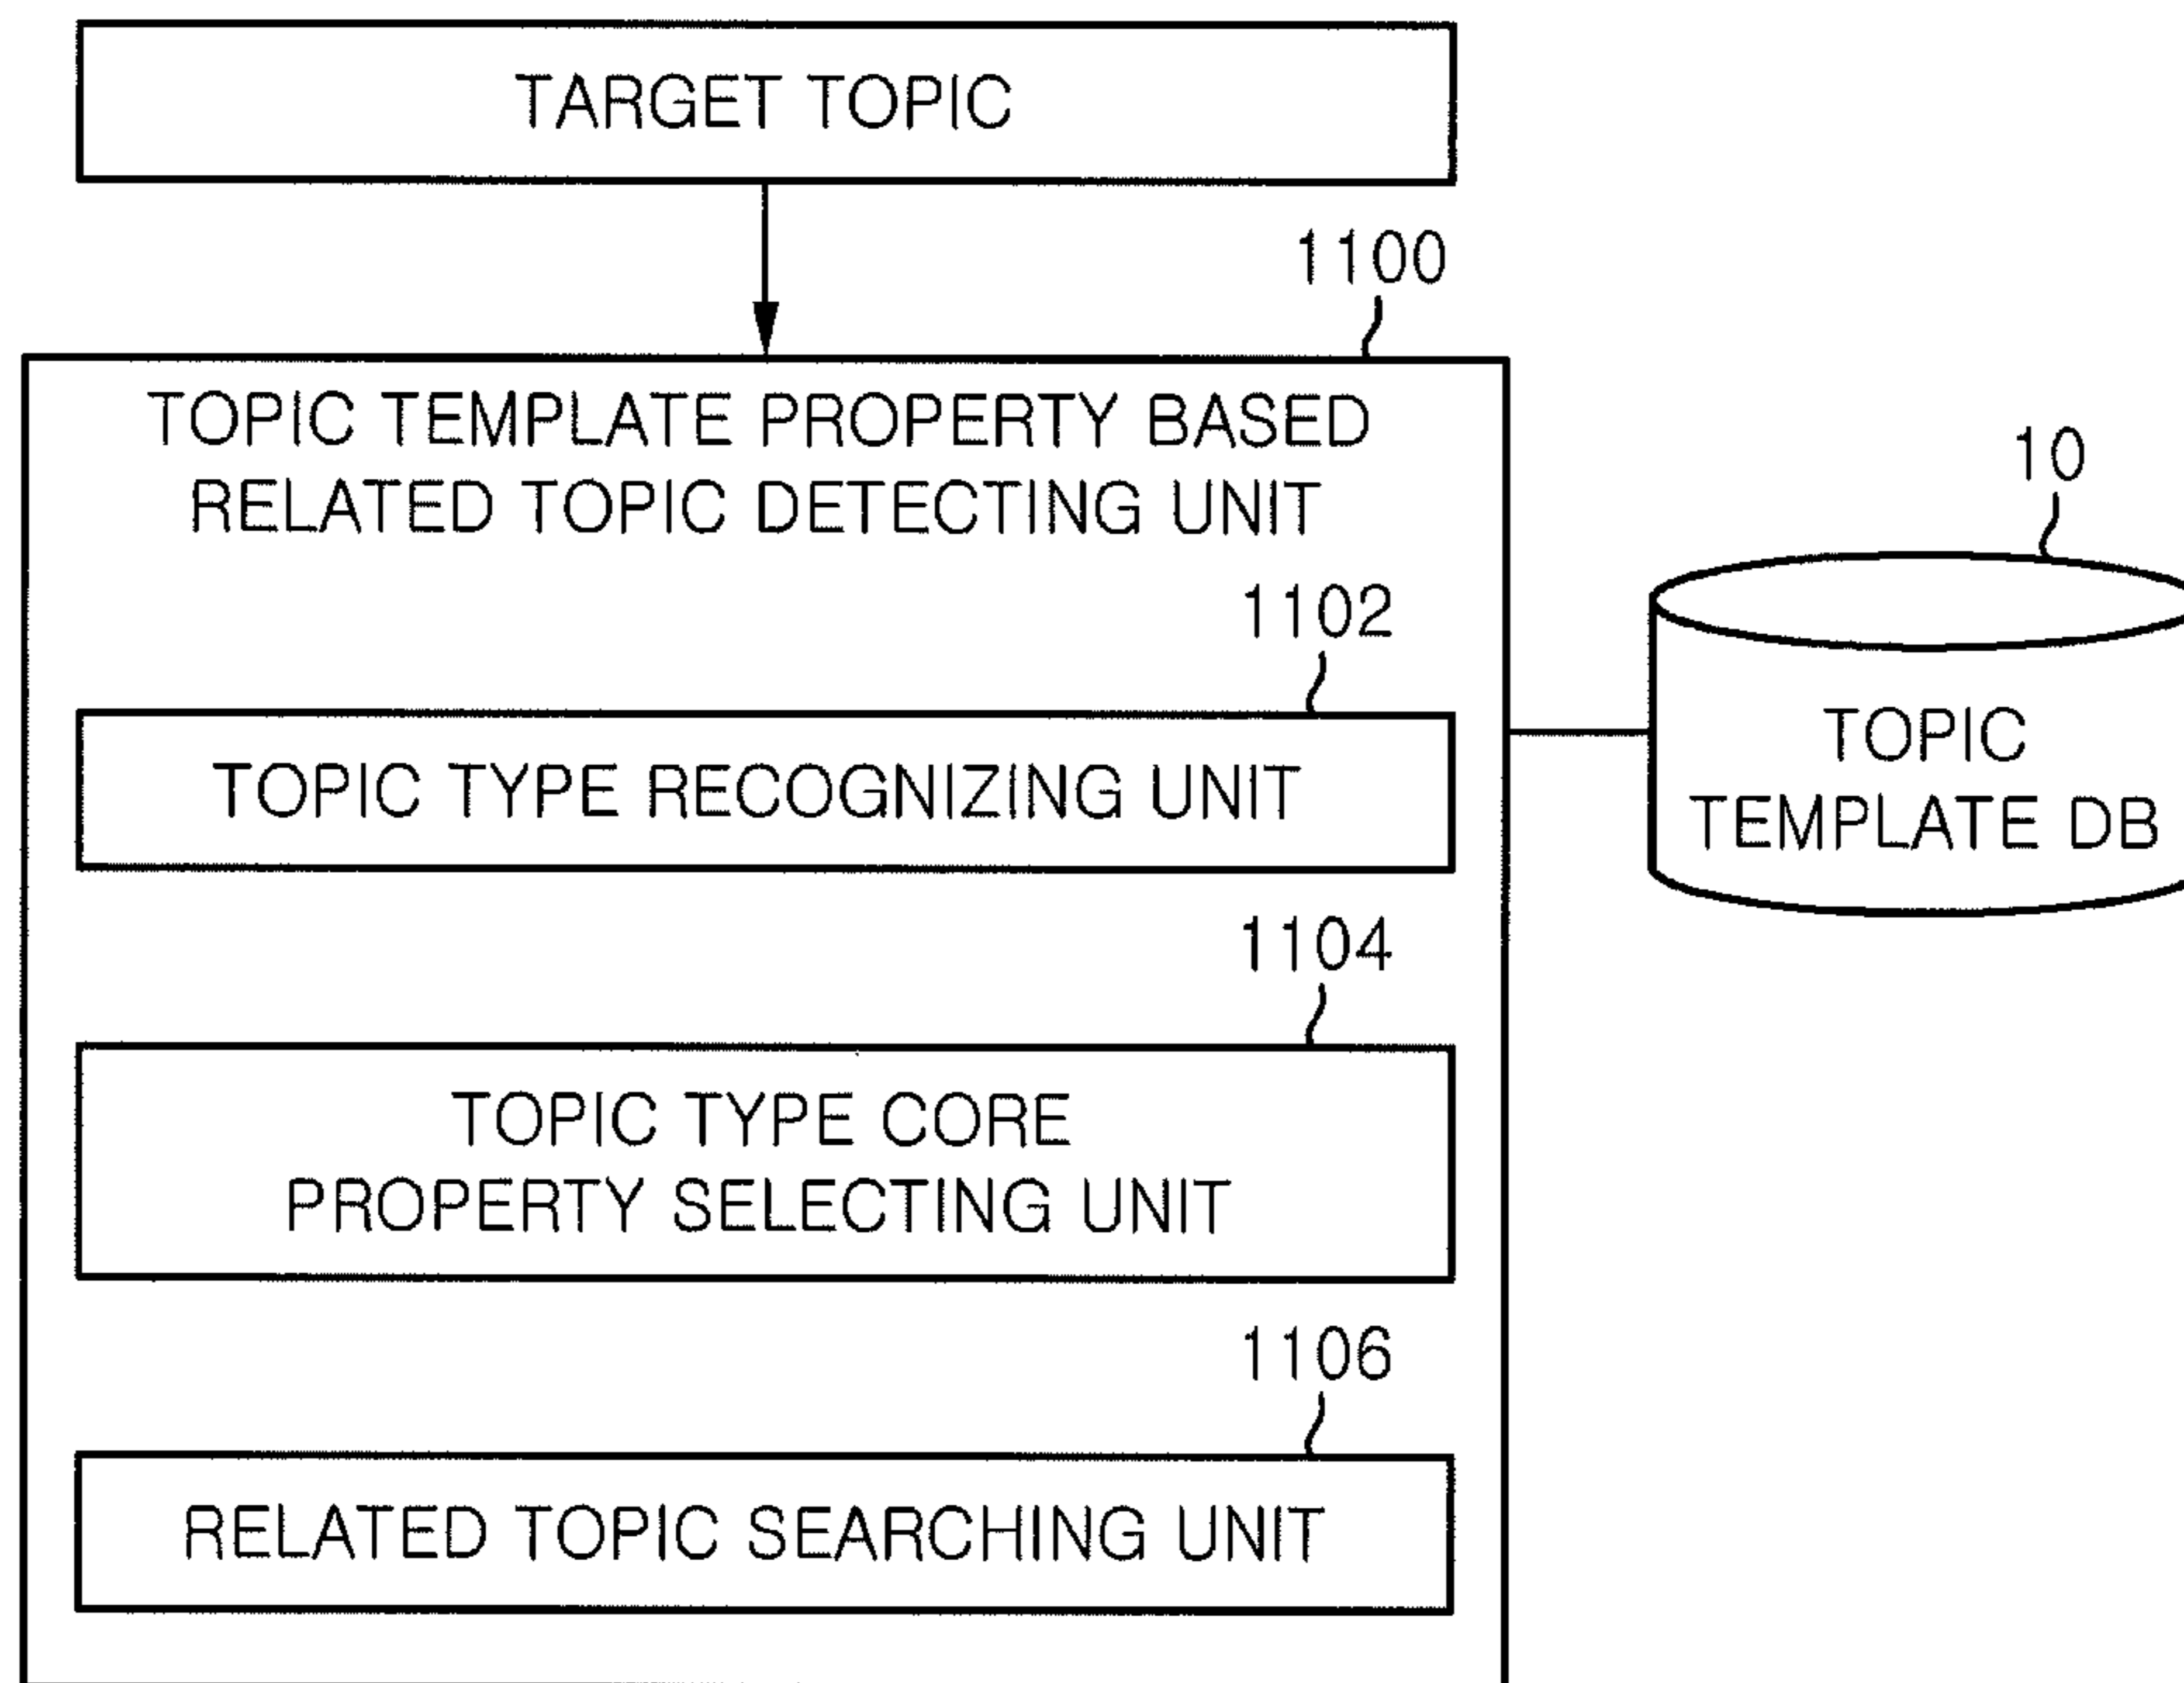 TARGET TOPIC
1100
TOPIC TEMPLATE PROPERTY BASED
RELATED TOPIC DETECTING UNIT
10
1102
TOPIC TYPE RECOGNIZING UNIT
TOPIC
TEMPLATE DB
1104
TOPIC TYPE CORE
PROPERTY SELECTING UNIT
1106
RELATED TOPIC SEARCHING UNIT